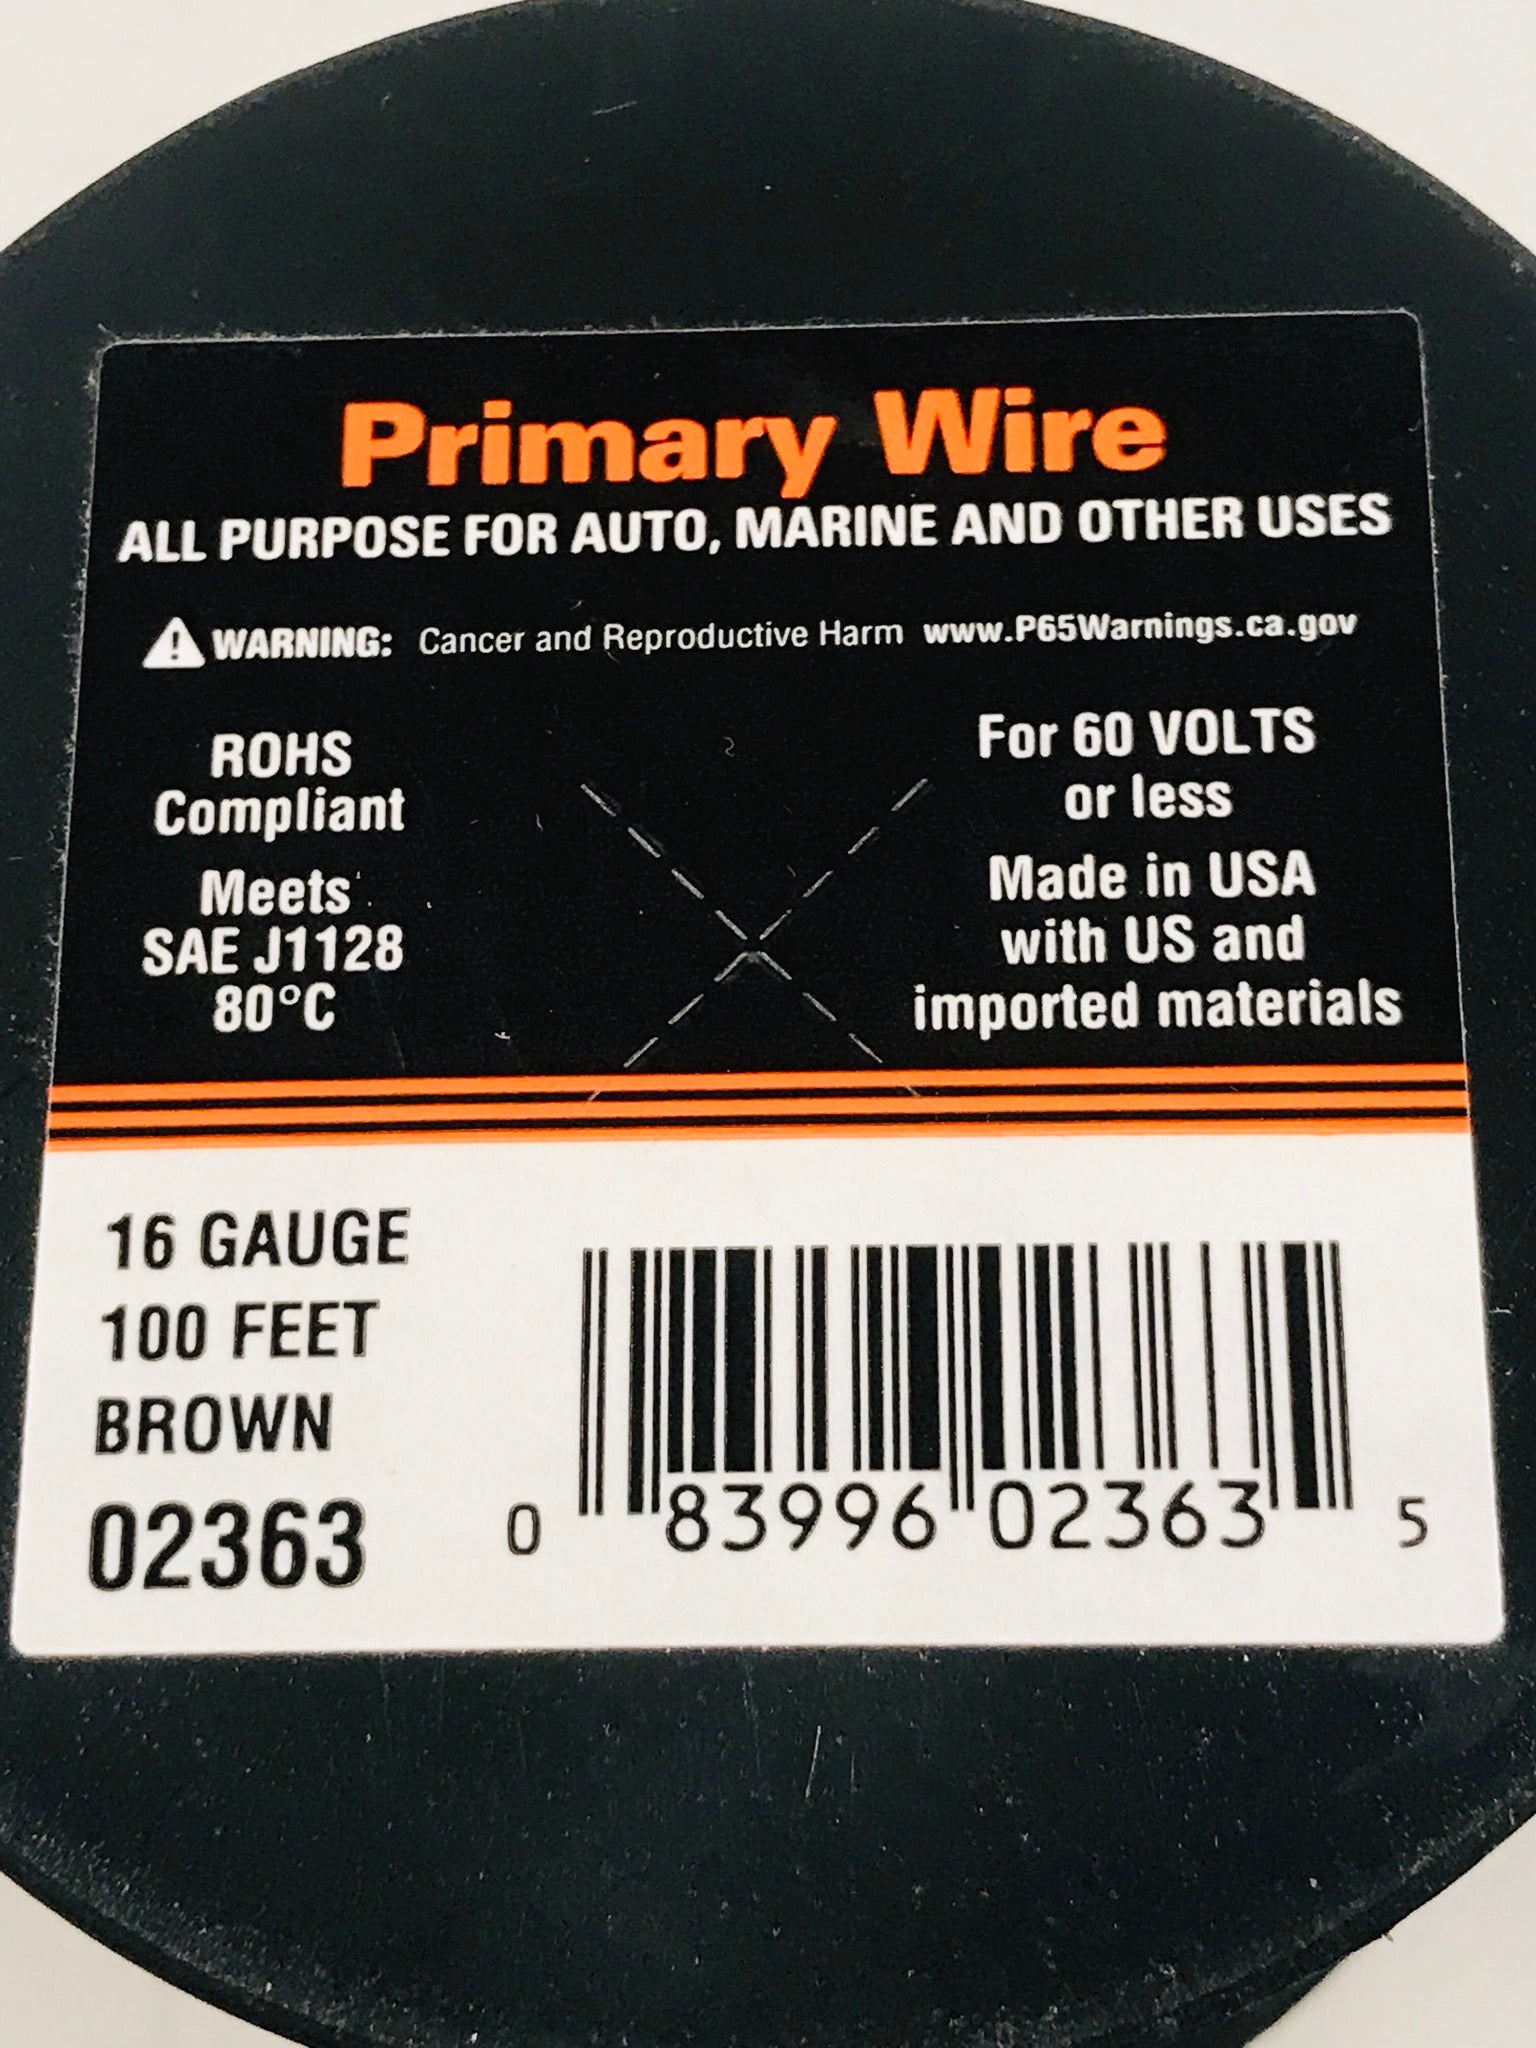 Primary Wire
ALL PURPOSE FOR AUTO, MARINE AND OTHER USES
WARNING: Cancer and Reproductive Harm www.P65Warnings.ca.gov
ROHS
Compliant
Meets
SAE J1128
80°C
For 60 VOLTS
or less
Made in USA
with US and
imported materials
16 GAUGE
100 FEET
BROWN
02363
0 83996 02363 5